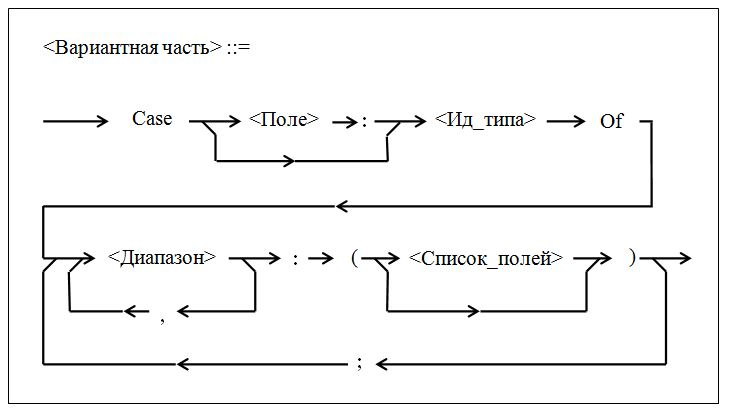 <Вариантная часть> ::=
Case <Поле> : <Ид_типа> Of
<Диапазон> : ( <Список_полей> )
,
;